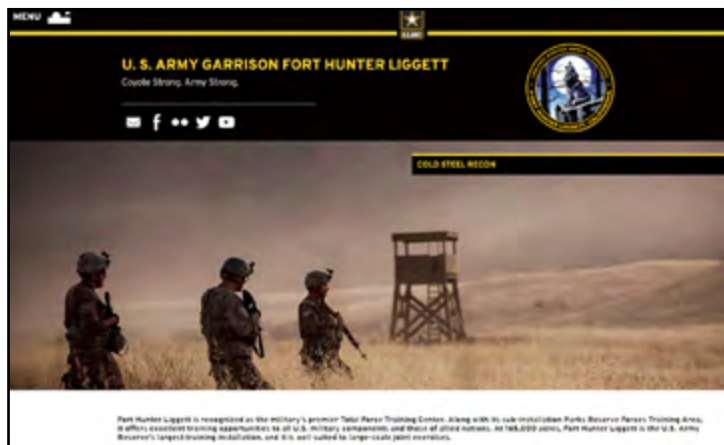 MENU
U.S. ARMY
U. S. ARMY GARRISON FORT HUNTER LIGGETT
Coyote Strong. Army Strong.
COLD STEEL RECON
Fort Hunter Liggett is recognized as the military's premier Total Force Training Center. Along with its sub-installation Parks Reserve Forces Training Area,
it offers excellent training opportunities to all U.S. military components and those of allied nations. At 165,000 acres, Fort Hunter Liggett is the U.S. Army
Reserve's largest training installation, and it is well suited to large-scale joint exercises.